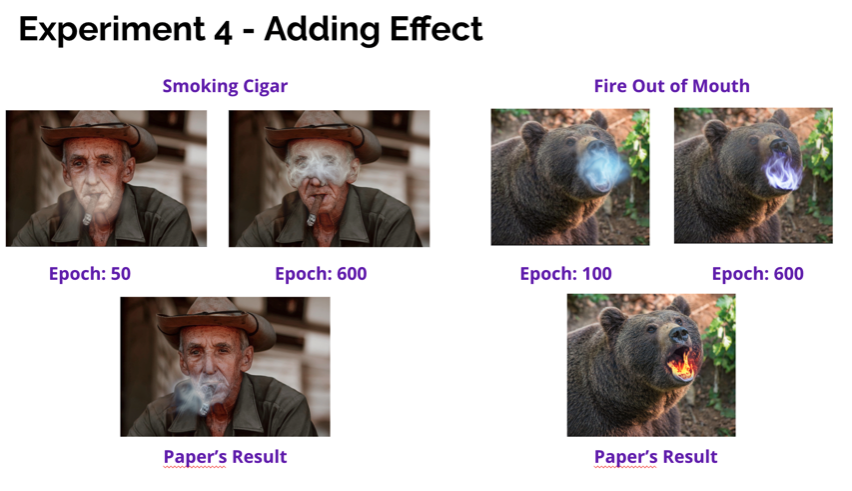 Experiment 4 - Adding Effect
Smoking Cigar
Fire Out of Mouth
Epoch: 50
Epoch: 600
Epoch: 100
Epoch: 600
Paper's Result
Paper's Result